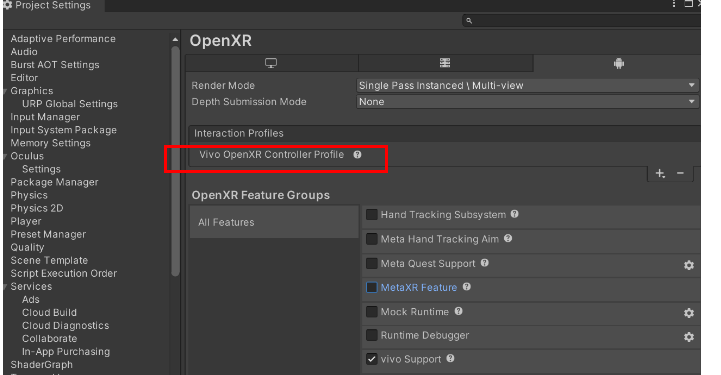 Project Settings
Adaptive Performance
Audio
Burst AOT Settings
Editor
Graphics
URP Global Settings
Input Manager
Input System Package
Memory Settings
Oculus
Settings
Package Manager
Physics
Physics 2D
Player
Preset Manager
Quality
Scene Template
Script Execution Order
Services
Ads
Cloud Build
Cloud Diagnostics
Collaborate
In-App Purchasing
ShaderGraph
OpenXR
Render Mode Single Pass Instanced \ Multi-view
Depth Submission Mode None
Interaction Profiles
Vivo OpenXR Controller Profile
OpenXR Feature Groups
All Features
Hand Tracking Subsystem
Meta Hand Tracking Aim
Meta Quest Support
MetaXR Feature
Mock Runtime
Runtime Debugger
vivo Support